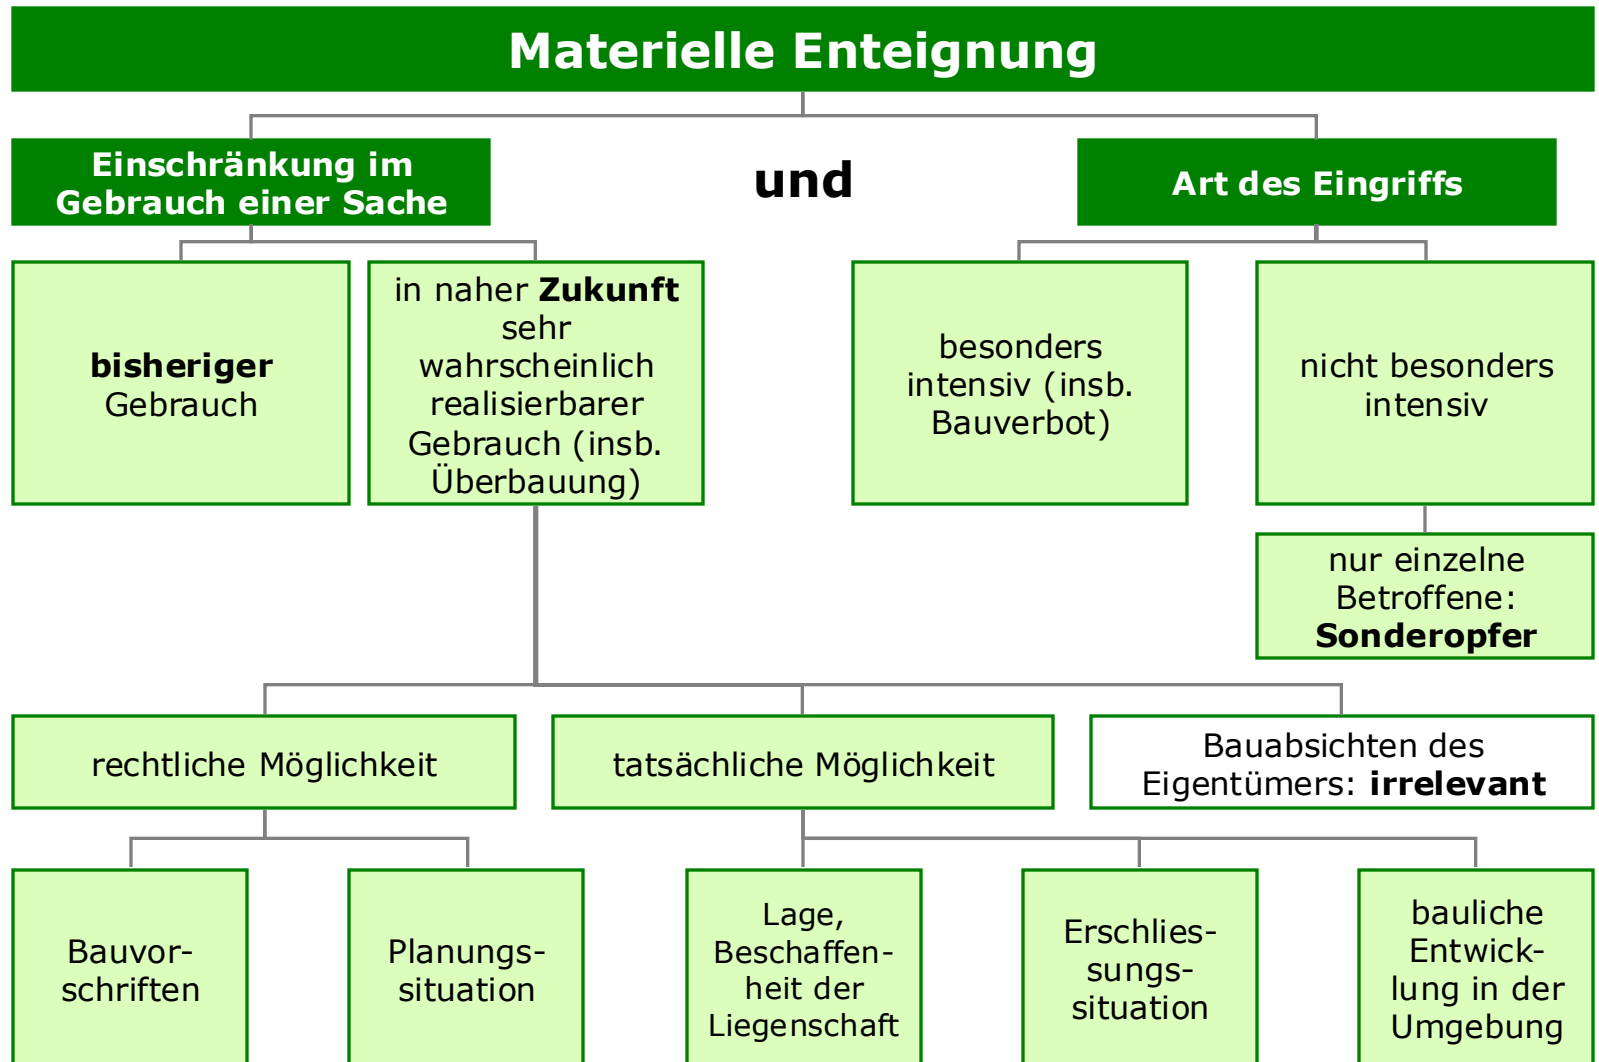 Materielle Enteignung
Einschränkung im
Gebrauch einer Sache
und
Art des Eingriffs
bisheriger
Gebrauch
in naher Zukunft
sehr
wahrscheinlich
realisierbarer
Gebrauch (insb.
Überbauung)
besonders
intensiv (insb.
Bauverbot)
nicht besonders
intensiv
nur einzelne
Betroffene:
Sonderopfer
rechtliche Möglichkeit
tatsächliche Möglichkeit
Bauabsichten des
Eigentümers: irrelevant
Bauvor-
schriften
Planungs-
situation
Lage,
Beschaffen-
heit der
Liegenschaft
Erschlies-
sungs-
situation
bauliche
Entwick-
lung in der
Umgebung